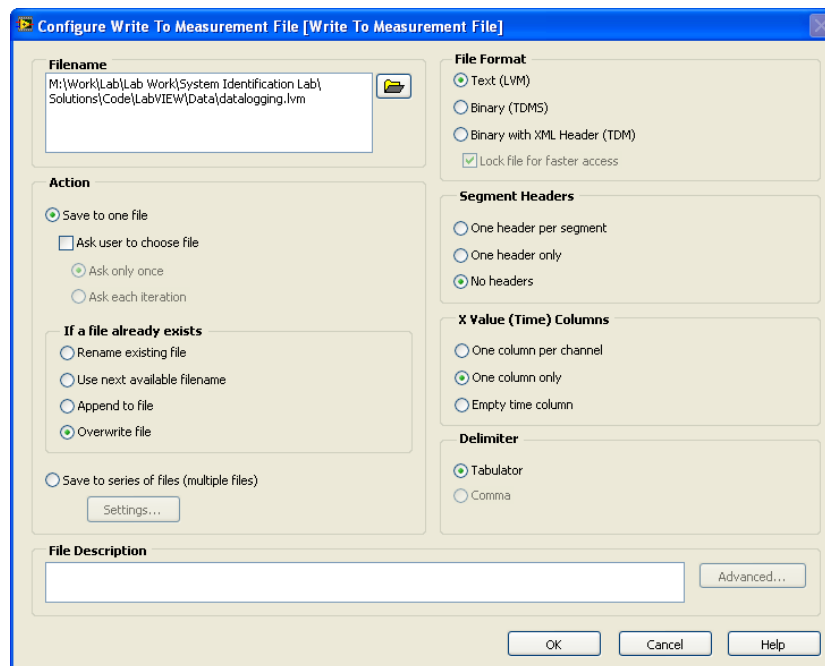 Configure Write To Measurement File [Write To Measurement File]
Filename
M:\Work\Lab\Lab Work\System Identification Lab\
Solutions\Code\LabVIEW\Data\datalogging.lvm
Action
Save to one file
Ask user to choose file
Ask only once
Ask each iteration
If a file already exists
Rename existing file
Use next available filename
Append to file
Overwrite file
Save to series of files (multiple files)
Settings...
File Format
Text (LVM)
Binary (TDMS)
Binary with XML Header (TDM)
Lock file for faster access
Segment Headers
One header per segment
One header only
No headers
X Value (Time) Columns
One column per channel
One column only
Empty time column
Delimiter
Tabulator
Comma
File Description
Advanced...
OK
Cancel
Help